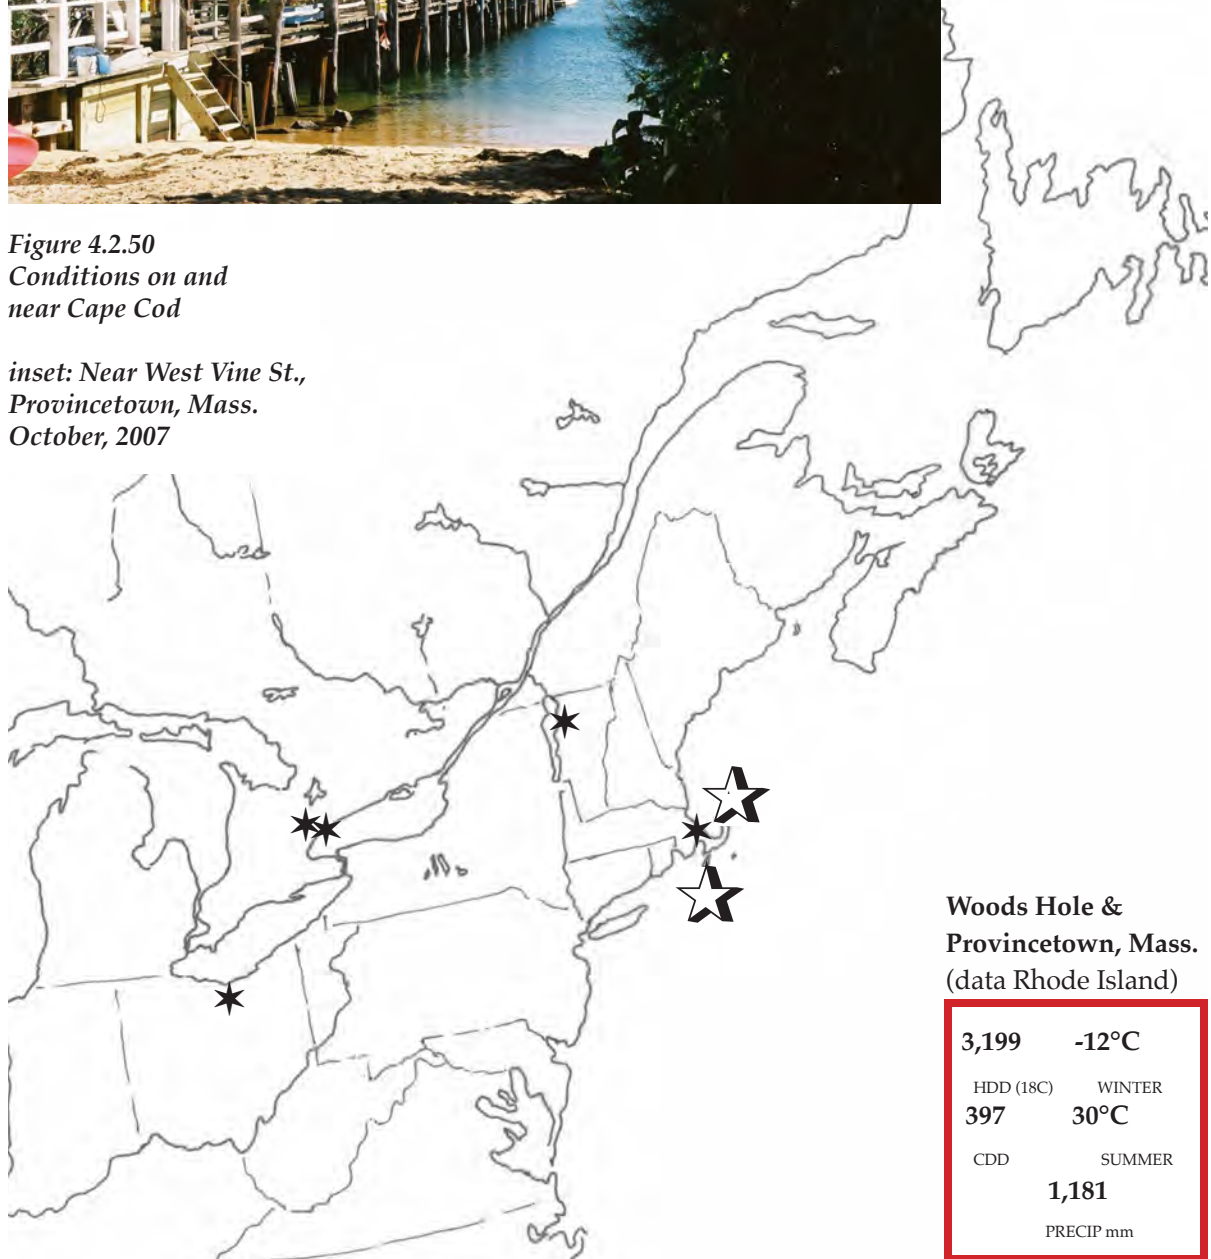 Figure 4.2.50
Conditions on and
near Cape Cod
inset: Near West Vine St.,
Provincetown, Mass.
October, 2007
Woods Hole &
Provincetown, Mass.
(data Rhode Island)
3,199 -12°C
HDD (18C) WINTER
397 30°C
CDD SUMMER
1,181
PRECIP mm